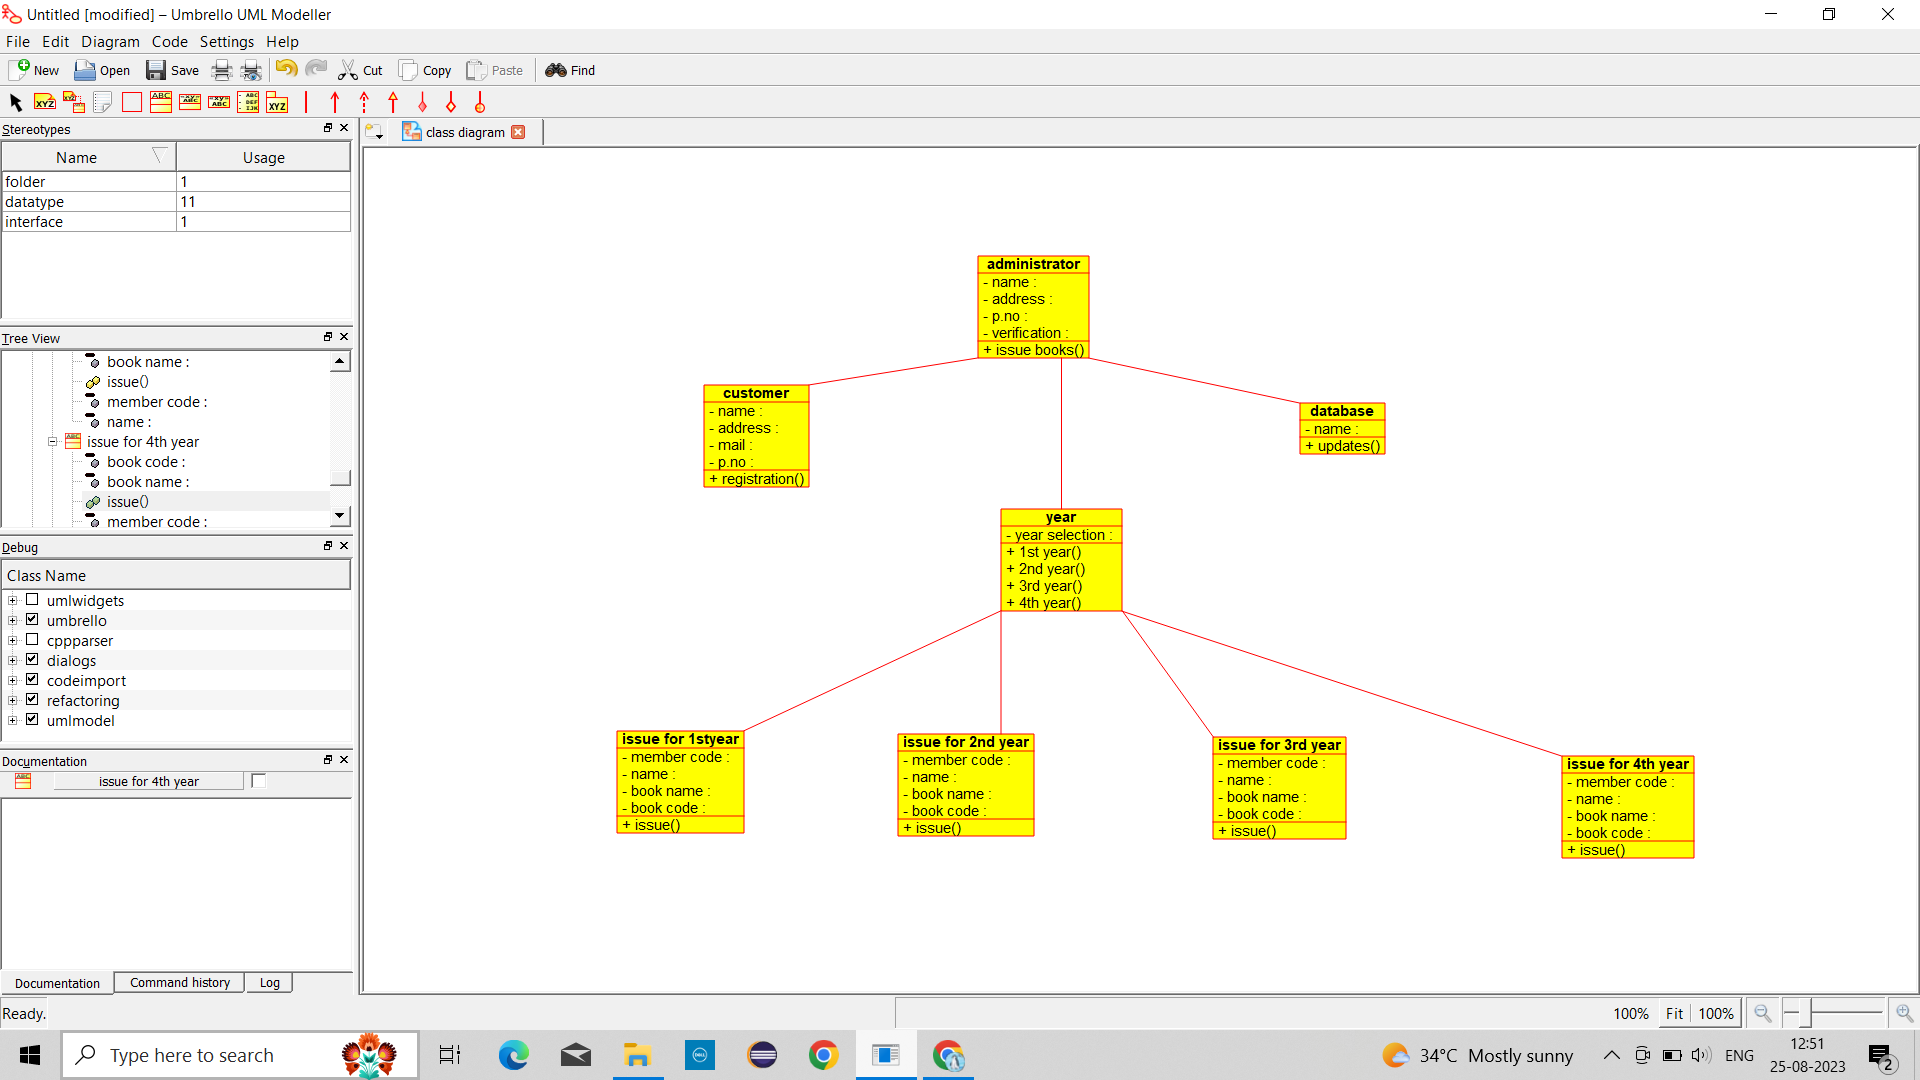 Untitled [modified] – Umbrello UML Modeller
File Edit Diagram Code Settings Help
New Open Save Cut Copy Paste Find
Stereotypes
Name Usage
folder 1
datatype 11
interface 1
Tree View
book name :
issue()
member code :
name :
issue for 4th year
book code :
book name :
issue()
member code :
Debug
Class Name
umlwidgets
umbrello
cppparser
dialogs
codeimport
refactoring
umlmodel
Documentation
issue for 4th year
Documentation Command history Log
class diagram
administrator
- name :
- address :
- p.no :
- verification :
+ issue books()
customer
- name :
- address :
- mail :
- p.no :
+ registration()
database
- name :
+ updates()
year
- year selection :
+ 1st year()
+ 2nd year()
+ 3rd year()
+ 4th year()
issue for 1styear
- member code :
- name :
- book name :
- book code :
+ issue()
issue for 2nd year
- member code :
- name :
- book name :
- book code :
+ issue()
issue for 3rd year
- member code :
- name :
- book name :
- book code :
+ issue()
issue for 4th year
- member code :
- name :
- book name :
- book code :
+ issue()
Ready.
100% Fit 100%
Type here to search
34°C Mostly sunny
ENG
12:51
25-08-2023
2